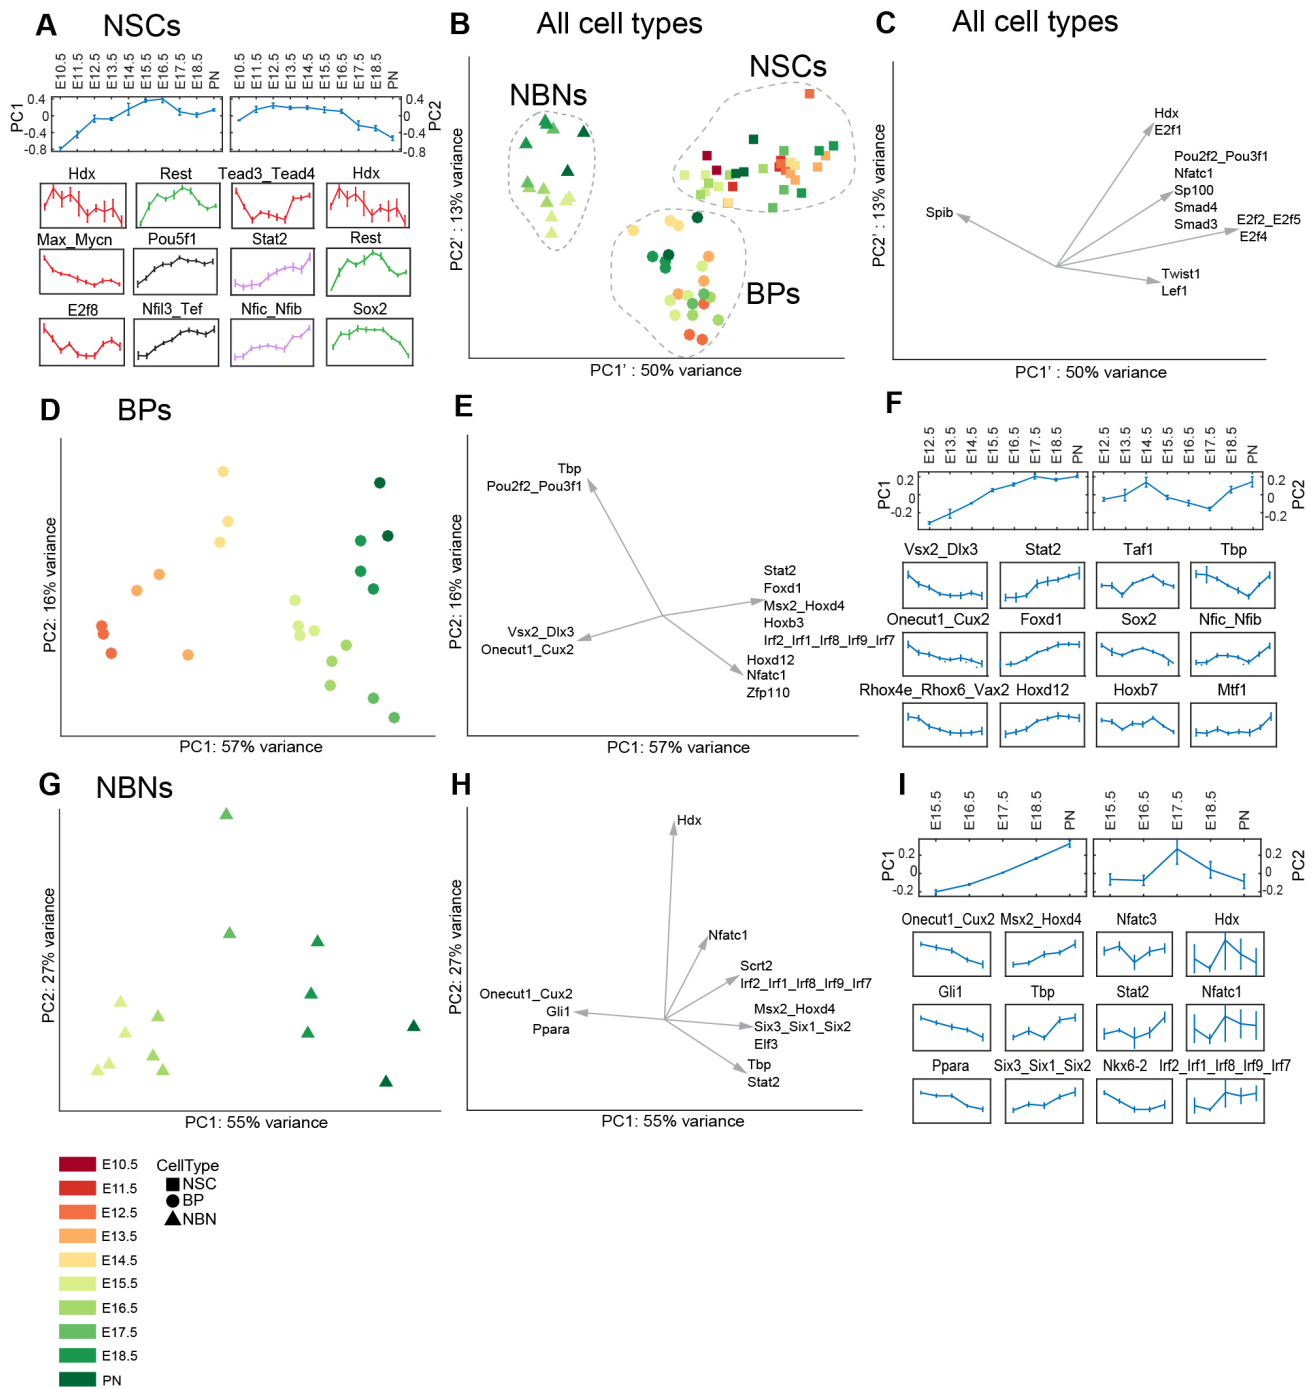 A NSCs
E10.5 E11.5 E12.5 E13.5 E14.5 E15.5 E16.5 E17.5 E18.5 PN
E10.5 E11.5 E12.5 E13.5 E14.5 E15.5 E16.5 E17.5 E18.5 PN
PC1
0.4
0
-0.4
-0.8
0.4
0
-0.4
-0.8
PC2
Hdx Rest Tead3_Tead4 Hdx
Max_Mycn Pou5f1 Stat2 Rest
E2f8 Nfil3_Tef Nfic_Nfib Sox2
B All cell types
NSCs
NBNs
BPs
PC2' : 13% variance
PC1' : 50% variance
C All cell types
Hdx
E2f1
Pou2f2_Pou3f1
Nfatc1
Sp100
Smad4
Smad3
Spib
E2f2_E2f5
E2f4
Twist1
Lef1
PC2' : 13% variance
PC1' : 50% variance
D BPs
PC2: 16% variance
PC1: 57% variance
E
Tbp
Pou2f2_Pou3f1
Stat2
Foxd1
Msx2_Hoxd4
Hoxb3
Irf2_Irf1_Irf8_Irf9_Irf7
Vsx2_Dlx3
Onecut1_Cux2
Hoxd12
Nfatc1
Zfp110
PC2: 16% variance
PC1: 57% variance
F
E12.5 E13.5 E14.5 E15.5 E16.5 E17.5 E18.5 PN
E12.5 E13.5 E14.5 E15.5 E16.5 E17.5 E18.5 PN
PC1
0.2
0
-0.2
0.2
0
-0.2
PC2
Vsx2_Dlx3 Stat2 Taf1 Tbp
Onecut1_Cux2 Foxd1 Sox2 Nfic_Nfib
Rhox4e_Rhox6_Vax2 Hoxd12 Hoxb7 Mtf1
G NBNs
PC2: 27% variance
PC1: 55% variance
H
Hdx
Nfatc1
Scrt2
Irf2_Irf1_Irf8_Irf9_Irf7
Onecut1_Cux2
Gli1
Ppara
Msx2_Hoxd4
Six3_Six1_Six2
Elf3
Tbp
Stat2
PC2: 27% variance
PC1: 55% variance
I
E15.5 E16.5 E17.5 E18.5 PN
E15.5 E16.5 E17.5 E18.5 PN
PC1
0.2
0
-0.2
0.2
0
-0.2
PC2
Onecut1_Cux2 Msx2_Hoxd4 Nfatc3 Hdx
Gli1 Tbp Stat2 Nfatc1
Ppara Six3_Six1_Six2 Nkx6-2 Irf2_Irf1_Irf8_Irf9_Irf7
E10.5
E11.5
E12.5
E13.5
E14.5
E15.5
E16.5
E17.5
E18.5
PN
CellType
NSC
BP
NBN